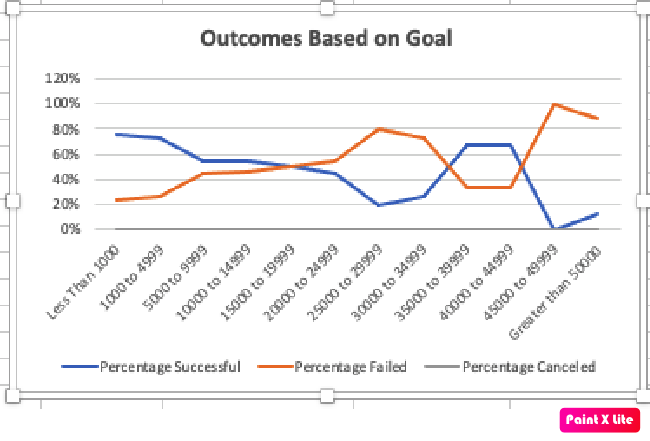 Outcomes Based on Goal
120%
100%
80%
60%
40%
20%
0%
Less Than 1000
1000 to 4999
5000 to 9999
10000 to 14999
15000 to 19999
20000 to 24999
25000 to 29999
30000 to 34999
35000 to 39999
40000 to 44999
45000 to 49999
Greater than 50000
Percentage Successful Percentage Failed Percentage Canceled
Paint X Lite